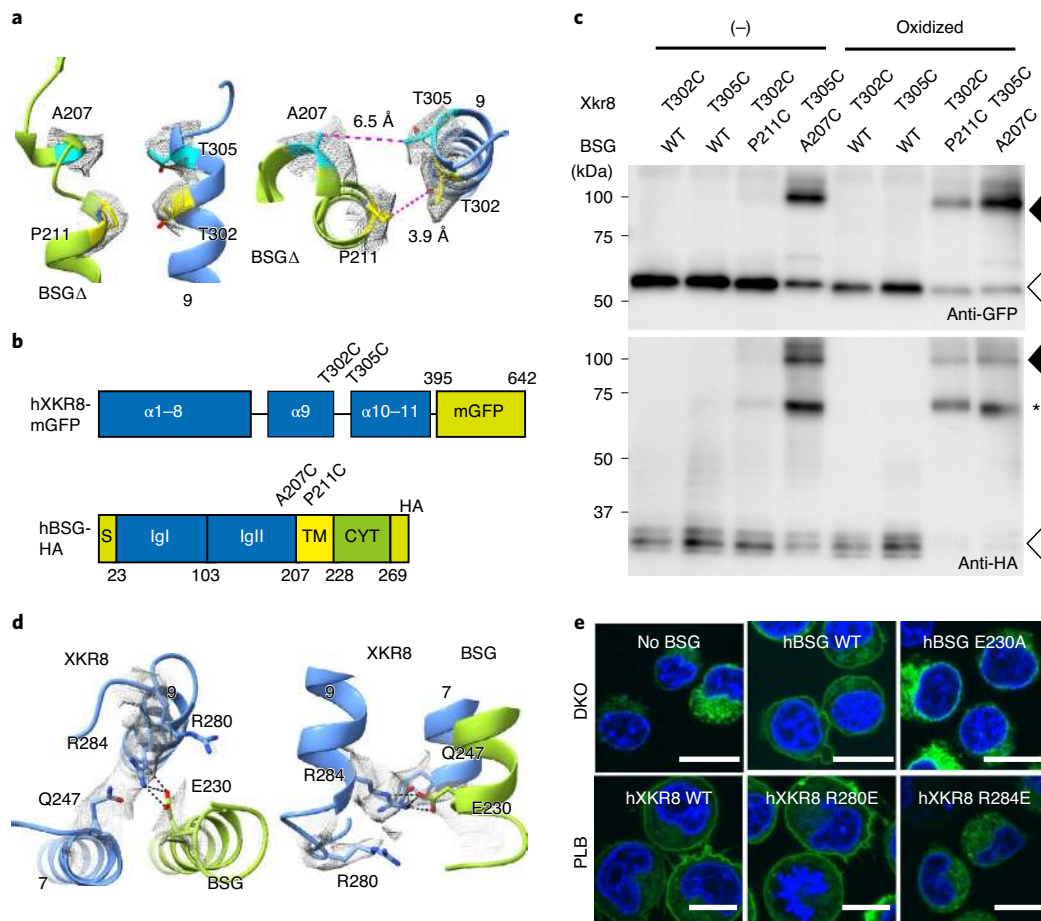 a
A207
T305
P211
T302
BSGΔ
9
A207
6.5 Å
T305
9
T302
3.9 Å
BSGΔ
P211
b
T302C
T305C
395
642
hXKR8-
mGFP
α1–8
α9
α10–11
mGFP
A207C
P211C
HA
hBSG-
HA
S
IgI
IgII
TM
CYT
23
103
207
228
269
c
(–)
Oxidized
Xkr8
T302C
T305C
T302C
T305C
T302C
T305C
T302C
T305C
BSG
WT
WT
P211C
A207C
WT
WT
P211C
A207C
(kDa)
100
75
50
Anti-GFP
100
75
50
37
*
Anti-HA
d
XKR8
9
R280
R284
Q247
E230
7
BSG
XKR8
BSG
9
7
Q247
R284
E230
R280
e
DKO
No BSG
hBSG WT
hBSG E230A
PLB
hXKR8 WT
hXKR8 R280E
hXKR8 R284E